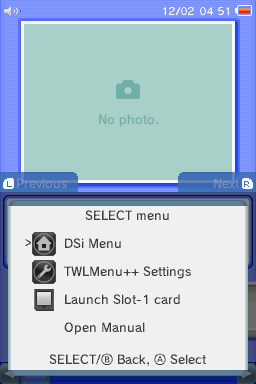 12/02 04 51
No photo.
L Previous
Next R
SELECT menu
> DSi Menu
TWLMenu++ Settings
Launch Slot-1 card
Open Manual
SELECT/Ⓑ Back, Ⓐ Select